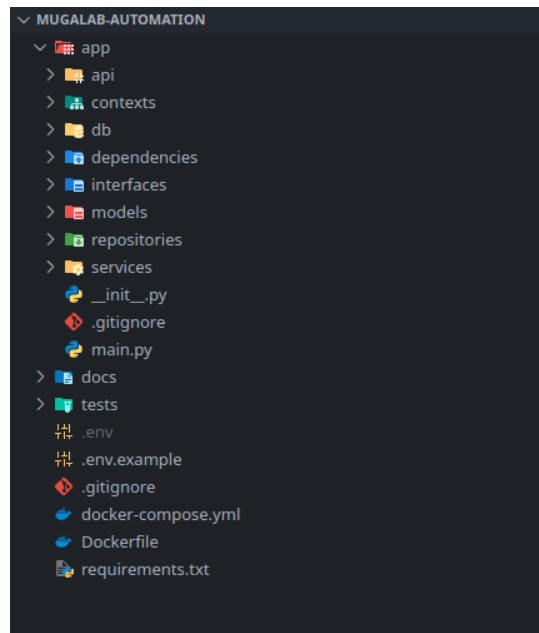 MUGALAB-AUTOMATION
app
api
contexts
db
dependencies
interfaces
models
repositories
services
__init__.py
.gitignore
main.py
docs
tests
.env
.env.example
.gitignore
docker-compose.yml
Dockerfile
requirements.txt